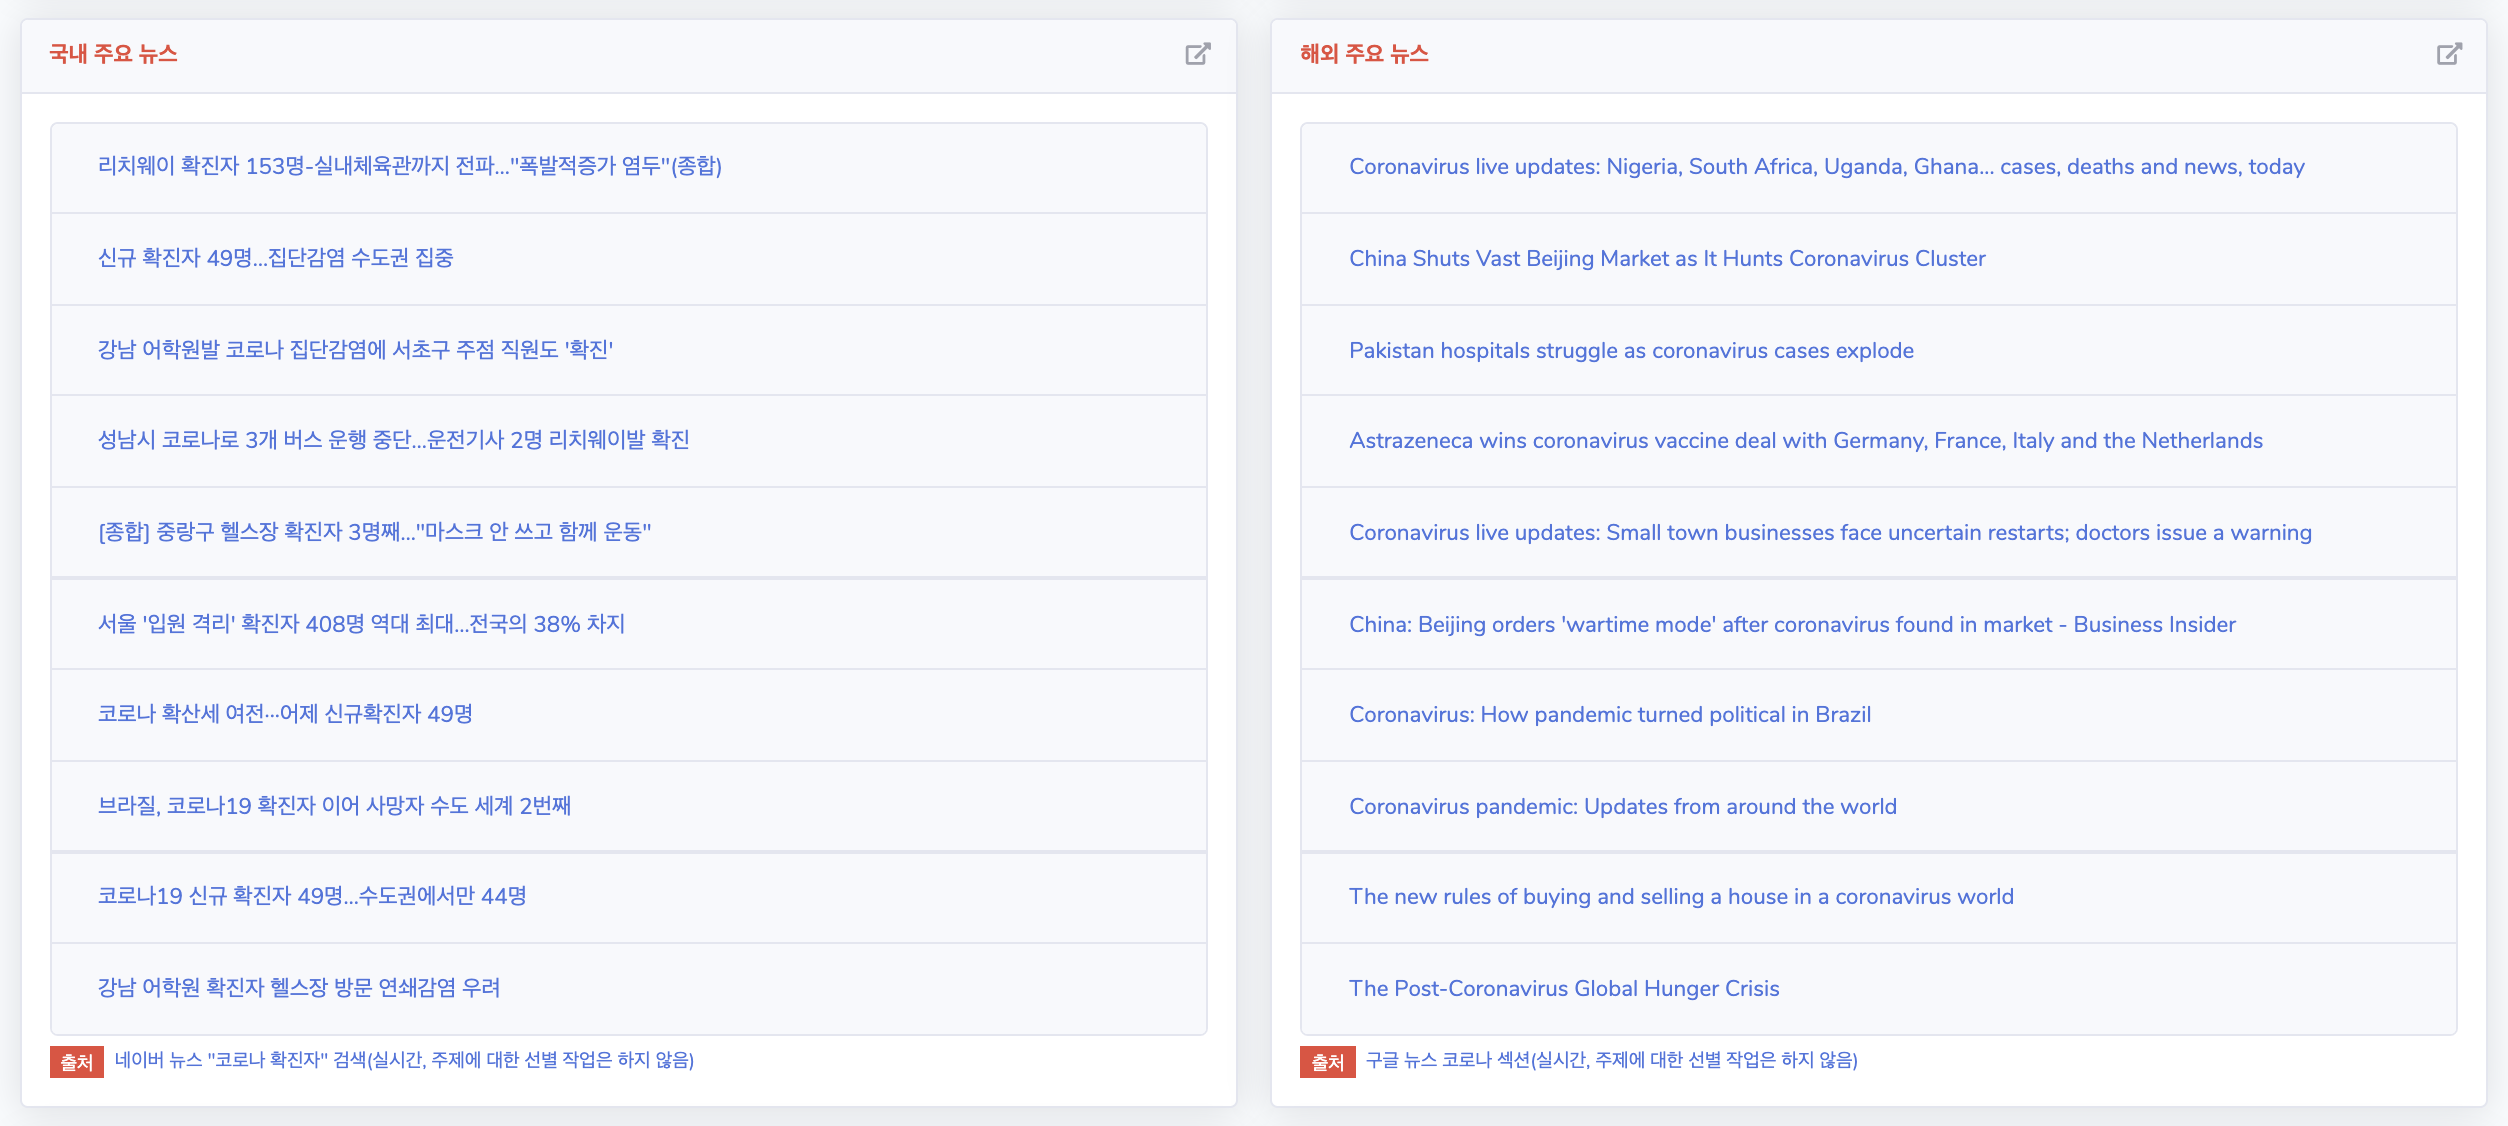 국내 주요 뉴스
리치웨이 확진자 153명-실내체육관까지 전파..."폭발적증가 염두"(종합)
신규 확진자 49명...집단감염 수도권 집중
강남 어학원발 코로나 집단감염에 서초구 주점 직원도 '확진'
성남시 코로나로 3개 버스 운행 중단...운전기사 2명 리치웨이발 확진
[종합] 중랑구 헬스장 확진자 3명째..."마스크 안 쓰고 함께 운동"
서울 '입원 격리' 확진자 408명 역대 최대...전국의 38% 차지
코로나 확산세 여전···어제 신규확진자 49명
브라질, 코로나19 확진자 이어 사망자 수도 세계 2번째
코로나19 신규 확진자 49명...수도권에서만 44명
강남 어학원 확진자 헬스장 방문 연쇄감염 우려
출처 네이버 뉴스 "코로나 확진자" 검색(실시간, 주제에 대한 선별 작업은 하지 않음)
해외 주요 뉴스
Coronavirus live updates: Nigeria, South Africa, Uganda, Ghana... cases, deaths and news, today
China Shuts Vast Beijing Market as It Hunts Coronavirus Cluster
Pakistan hospitals struggle as coronavirus cases explode
Astrazeneca wins coronavirus vaccine deal with Germany, France, Italy and the Netherlands
Coronavirus live updates: Small town businesses face uncertain restarts; doctors issue a warning
China: Beijing orders 'wartime mode' after coronavirus found in market - Business Insider
Coronavirus: How pandemic turned political in Brazil
Coronavirus pandemic: Updates from around the world
The new rules of buying and selling a house in a coronavirus world
The Post-Coronavirus Global Hunger Crisis
출처 구글 뉴스 코로나 섹션(실시간, 주제에 대한 선별 작업은 하지 않음)